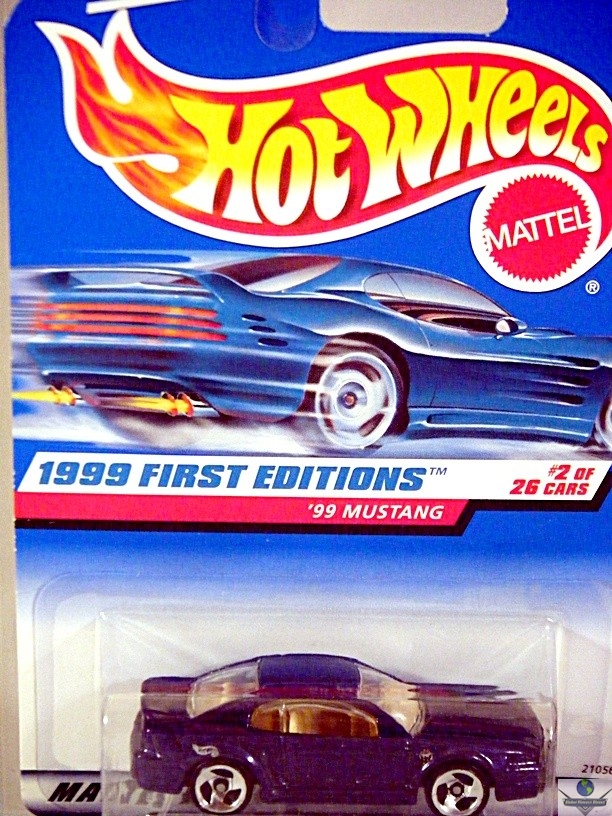 HOT WHEELS
MATTEL
®
1999 FIRST EDITIONS™
#2 OF
26 CARS
'99 MUSTANG
21056